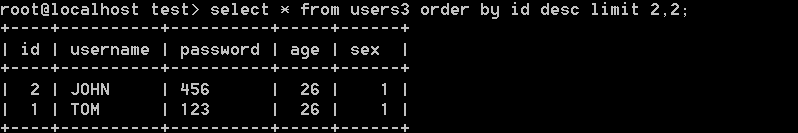 root@localhost test> select * from users3 order by id desc limit 2,2;
+----+----------+----------+-----+------+
| id | username | password | age | sex  |
+----+----------+----------+-----+------+
|  2 | JOHN     | 456      |  26 |    1 |
|  1 | TOM      | 123      |  26 |    1 |
+----+----------+----------+-----+------+